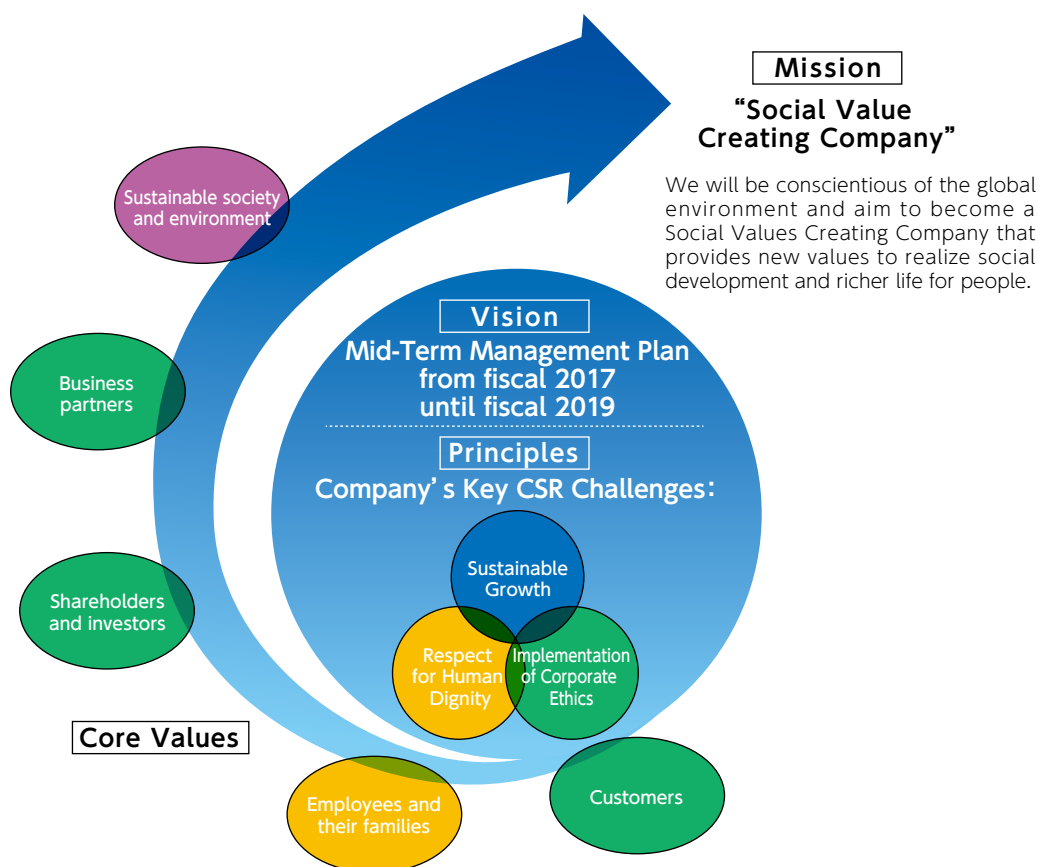 Mission
“Social Value
Creating Company”
We will be conscientious of the global
environment and aim to become a
Social Values Creating Company that
provides new values to realize social
development and richer life for people.
Sustainable society
and environment
Business
partners
Shareholders
and investors
Core Values
Employees and
their families
Customers
Vision
Mid-Term Management Plan
from fiscal 2017
until fiscal 2019
Principles
Company’s Key CSR Challenges:
Sustainable
Growth
Respect
for Human
Dignity
Implementation
of Corporate
Ethics